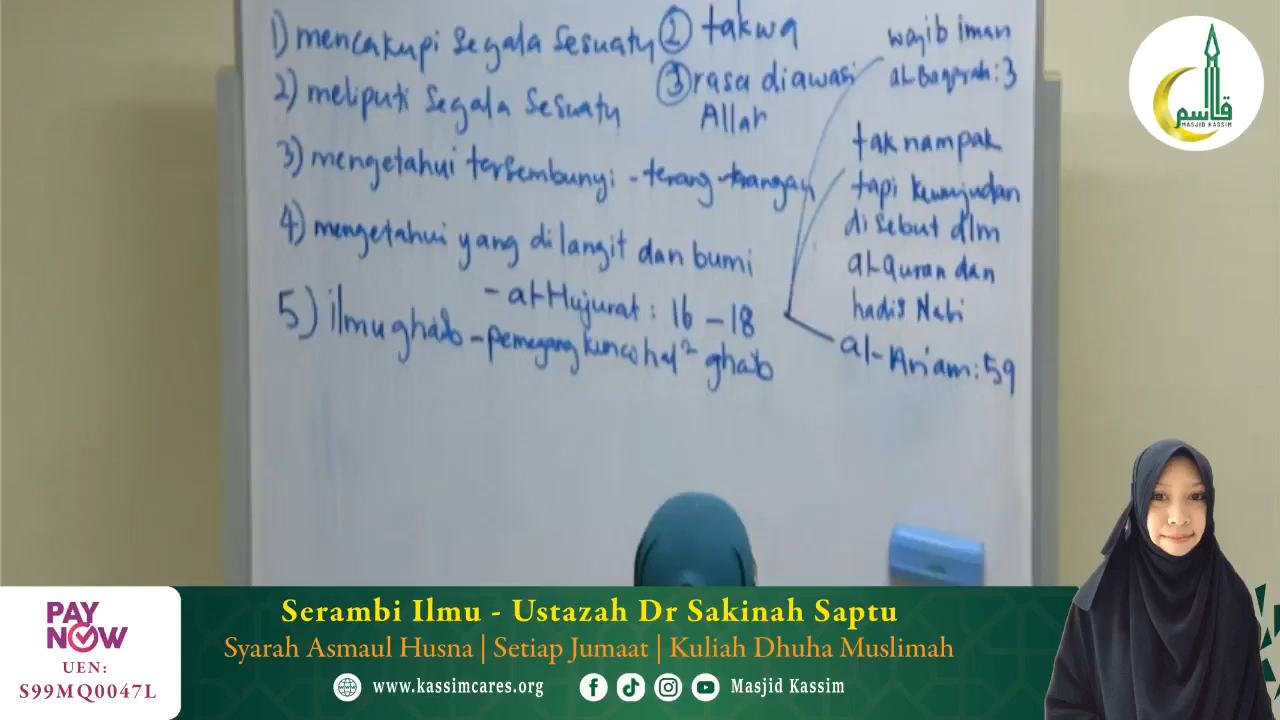 1) mencakupi segala sesuatu
2) meliputi segala sesuatu
3) mengetahui tersembunyi - terang-trangan
4) mengetahui yang di langit dan bumi
- al-Hujurat : 16 - 18
5) ilmu ghaib - pemegang kunci hal² ghaib
② takwa
③ rasa diawasi
Allah
wajib iman
al-Baqarah : 3
tak nampak
tapi kewujudan
disebut dlm
al-Quran dan
hadis Nabi
al-An'am : 59
قاسم
MASJID KASSIM
PAY
NOW
UEN:
S99MQ0047L
Serambi Ilmu - Ustazah Dr Sakinah Saptu
Syarah Asmaul Husna | Setiap Jumaat | Kuliah Dhuha Muslimah
www.kassimcares.org
Masjid Kassim